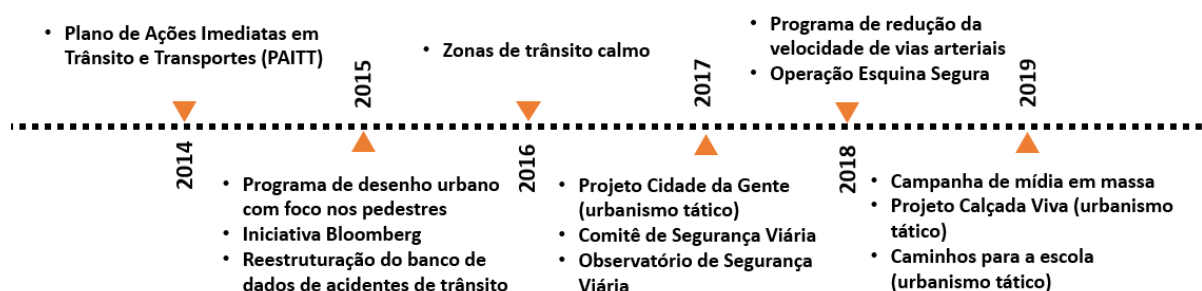 • Plano de Ações Imediatas em
Trânsito e Transportes (PAITT)
2014
2015
• Programa de desenho urbano
com foco nos pedestres
• Iniciativa Bloomberg
• Reestruturação do banco de
dados de acidentes de trânsito
• Zonas de trânsito calmo
2016
2017
• Projeto Cidade da Gente
(urbanismo tático)
• Comitê de Segurança Viária
• Observatório de Segurança
Viária
• Programa de redução da
velocidade de vias arteriais
• Operação Esquina Segura
2018
2019
• Campanha de mídia em massa
• Projeto Calçada Viva (urbanismo
tático)
• Caminhos para a escola
(urbanismo tático)